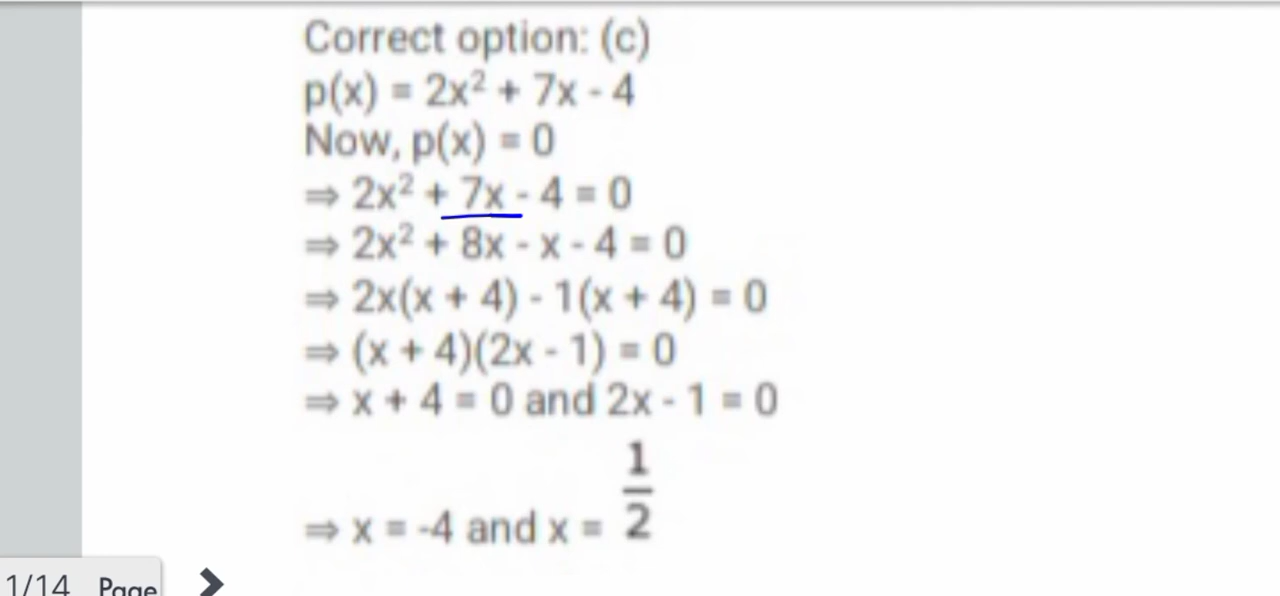 Correct option: (c)
p(x) = 2x² + 7x - 4
Now, p(x) = 0
⇒ 2x² + 7x - 4 = 0
⇒ 2x² + 8x - x - 4 = 0
⇒ 2x(x + 4) - 1(x + 4) = 0
⇒ (x + 4)(2x - 1) = 0
⇒ x + 4 = 0 and 2x - 1 = 0
⇒ x = -4 and x = 1/2
1/14 Page